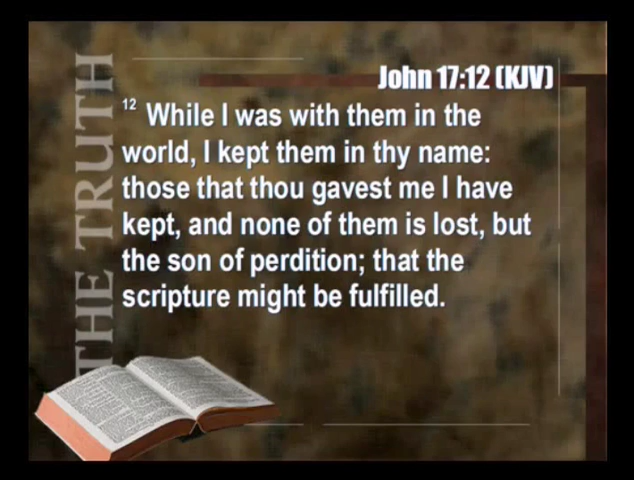 THE TRUTH
John 17:12 (KJV)
12 While I was with them in the
world, I kept them in thy name:
those that thou gavest me I have
kept, and none of them is lost, but
the son of perdition; that the
scripture might be fulfilled.